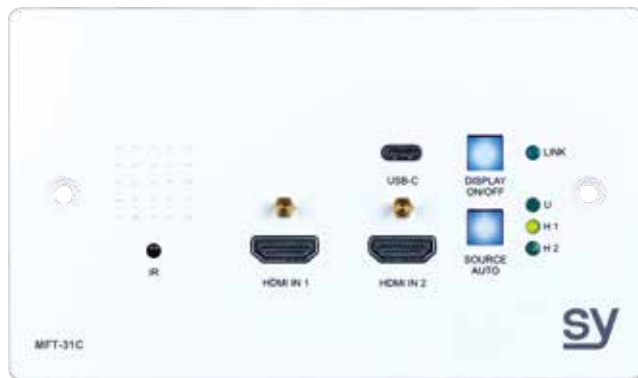 USB-C
DISPLAY
ON/OFF
LINK
U
H 1
H 2
IR
HDMI IN 1
HDMI IN 2
SOURCE
AUTO
MFT-31C
sy